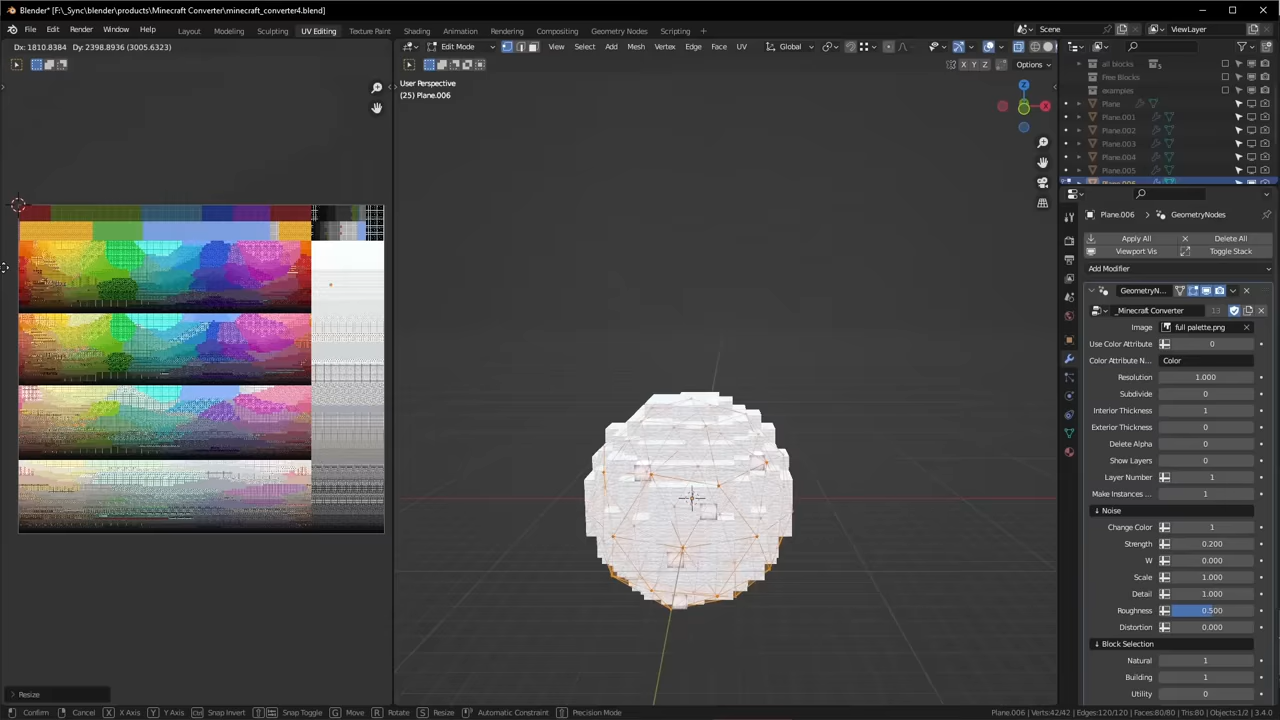 Blender* [F:\_Sync\blender\products\Minecraft Converter\minecraft_converter4.blend]
File Edit Render Window Help Layout Modeling Sculpting UV Editing Texture Paint Shading Animation Rendering Compositing Geometry Nodes Scripting + Scene ViewLayer
Dx: 1810.8384 Dy: 2398.8936 (3005.6323)
Edit Mode View Select Add Mesh Vertex Edge Face UV Global
X Y Z Options
User Perspective
(25) Plane.006
all blocks 5
Free Blocks
examples
Plane
Plane.001
Plane.002
Plane.003
Plane.004
Plane.005
Z
X
Plane.006 > GeometryNodes
Apply All Delete All
Viewport Vis Toggle Stack
Add Modifier
GeometryN...
_Minecraft Converter 13
Image full palette.png
Use Color Attribute 0
Color Attribute N... Color
Resolution 1.000
Subdivide 0
Interior Thickness 1
Exterior Thickness 0
Delete Alpha 0
Show Layers 0
Layer Number 1
Make Instances ... 1
Noise
Change Color 1
Strength 0.200
W 0.000
Scale 1.000
Detail 1.000
Roughness 0.500
Distortion 0.000
Block Selection
Natural 1
Building 1
Utility 0
> Resize
Confirm Cancel X X Axis Y Y Axis Ctrl Snap Invert Snap Toggle G Move R Rotate S Resize Automatic Constraint Precision Mode
Plane.006 | Verts:42/42 | Edges:120/120 | Faces:80/80 | Tris:80 | Objects:1/2 | 3.4.0